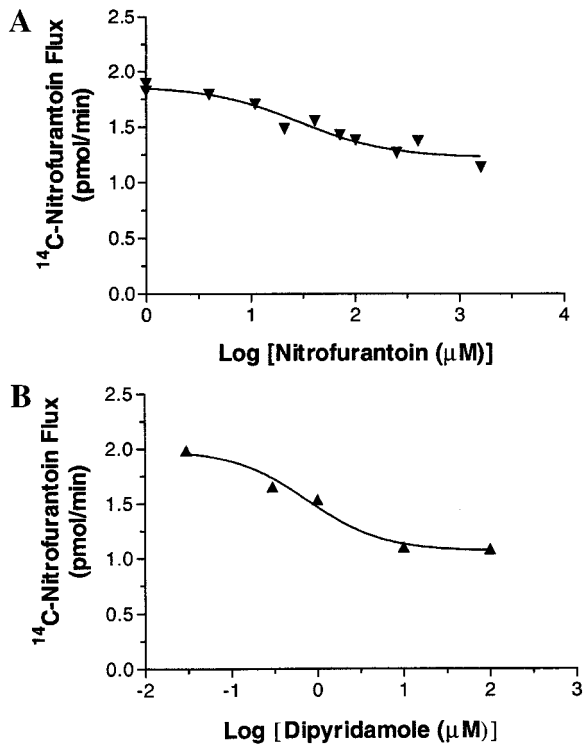 A
¹⁴C-Nitrofurantoin Flux
(pmol/min)
2.5
2.0
1.5
1.0
0.5
0.0
0 1 2 3 4
Log [Nitrofurantoin (μM)]
B
¹⁴C-Nitrofurantoin Flux
(pmol/min)
2.5
2.0
1.5
1.0
0.5
0.0
-2 -1 0 1 2 3
Log [Dipyridamole (μM)]